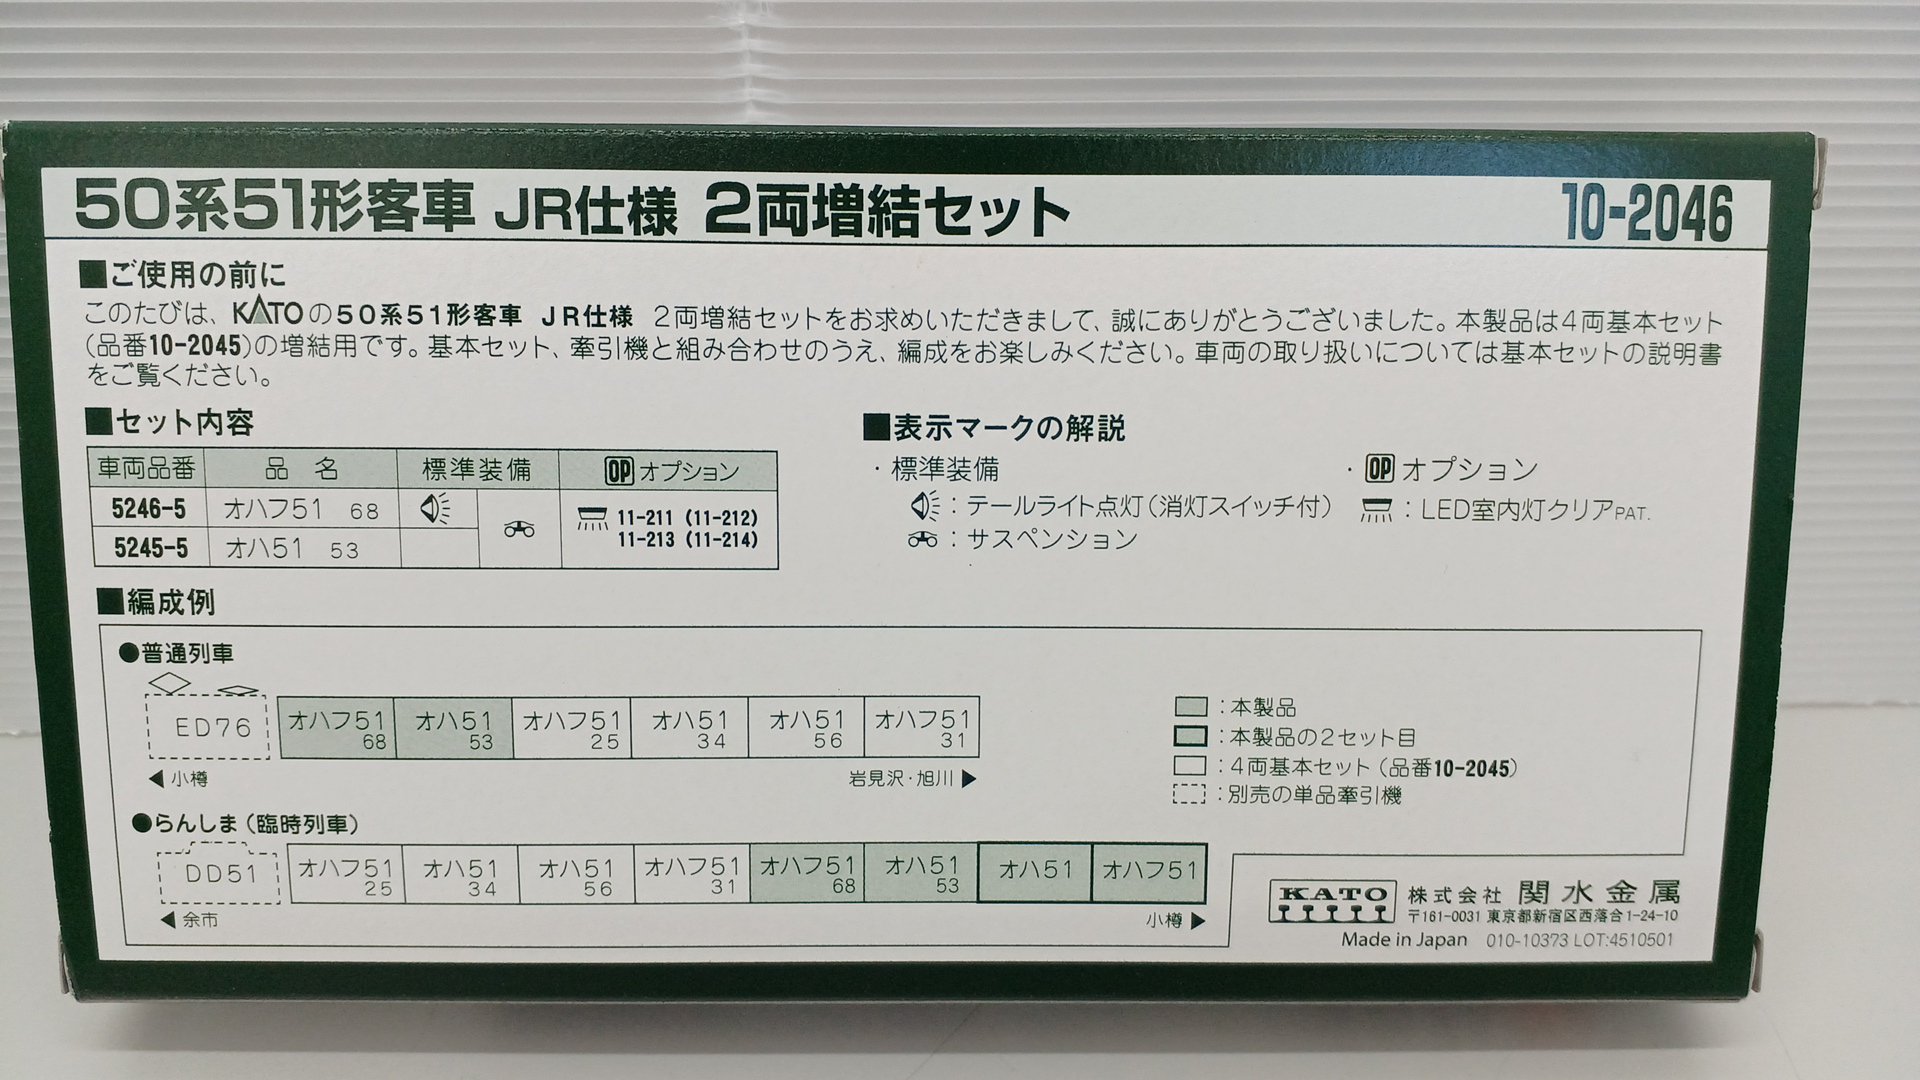 50系51形客車 JR仕様 2両増結セット 10-2046
■ご使用の前に
このたびは、KATOの50系51形客車 JR仕様 2両増結セットをお求めいただきまして、誠にありがとうございました。本製品は4両基本セット
(品番10-2045)の増結用です。基本セット、牽引機と組み合わせのうえ、編成をお楽しみください。車両の取り扱いについては基本セットの説明書
をご覧ください。
■セット内容
車両品番 品 名 標準装備 OPオプション
5246-5 オハフ51 68 11-211 (11-212)
5245-5 オハ51 53 11-213 (11-214)
■表示マークの解説
・標準装備 ・OPオプション
：テールライト点灯(消灯スイッチ付) ：LED室内灯クリアPAT.
：サスペンション
■編成例
●普通列車
ED76 オハフ51 68 オハ51 53 オハフ51 25 オハ51 34 オハ51 56 オハフ51 31
◀小樽 岩見沢・旭川▶
：本製品
：本製品の2セット目
：4両基本セット(品番10-2045)
：別売の単品牽引機
●らんしま(臨時列車)
DD51 オハフ51 25 オハ51 34 オハ51 56 オハフ51 31 オハフ51 68 オハ51 53 オハ51 オハフ51
◀余市 小樽▶
KATO 株式会社 関水金属
〒161-0031 東京都新宿区西落合1-24-10
Made in Japan 010-10373 LOT:4510501